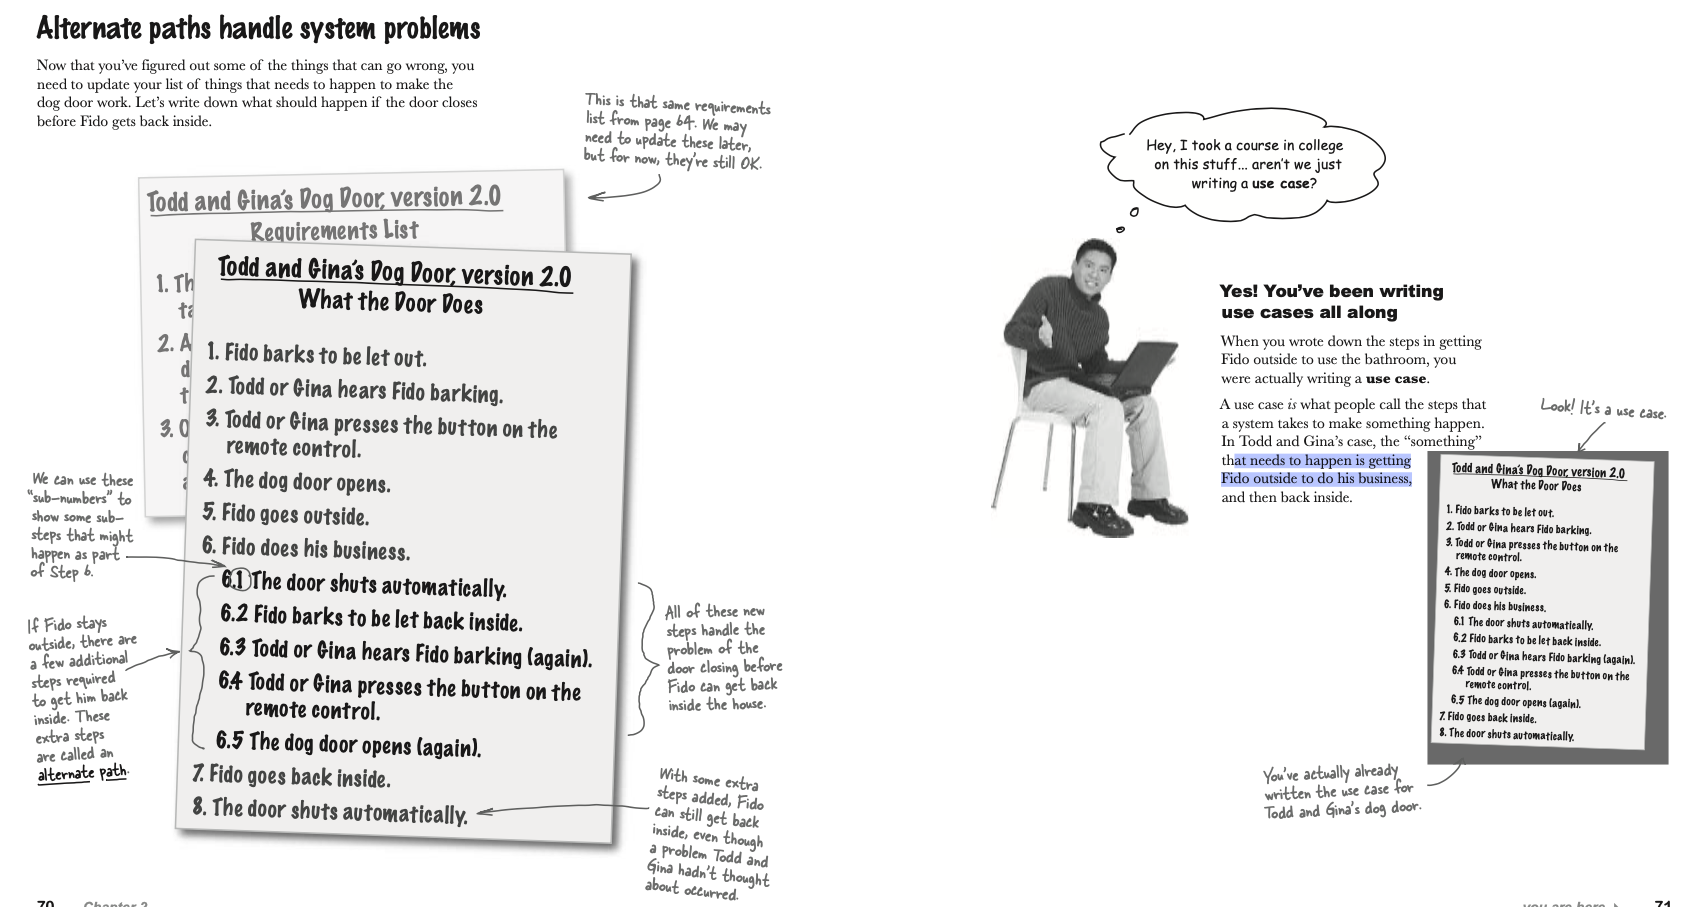 Alternate paths handle system problems
Now that you've figured out some of the things that can go wrong, you
need to update your list of things that needs to happen to make the
dog door work. Let's write down what should happen if the door closes
before Fido gets back inside.
This is that same requirements
list from page 64. We may
need to update these later,
but for now, they're still OK.
Todd and Gina's Dog Door, version 2.0
Requirements List
1. Th
ta
2. A
d
t
3. O
Todd and Gina's Dog Door, version 2.0
What the Door Does
1. Fido barks to be let out.
2. Todd or Gina hears Fido barking.
3. Todd or Gina presses the button on the
remote control.
4. The dog door opens.
5. Fido goes outside.
6. Fido does his business.
6.1 The door shuts automatically.
6.2 Fido barks to be let back inside.
6.3 Todd or Gina hears Fido barking (again).
6.4 Todd or Gina presses the button on the
remote control.
6.5 The dog door opens (again).
7. Fido goes back inside.
8. The door shuts automatically.
We can use these
"sub-numbers" to
show some sub-
steps that might
happen as part
of Step 6.
If Fido stays
outside, there are
a few additional
steps required
to get him back
inside. These
extra steps
are called an
alternate path.
All of these new
steps handle the
problem of the
door closing before
Fido can get back
inside the house.
With some extra
steps added, Fido
can still get back
inside, even though
a problem Todd and
Gina hadn't thought
about occurred.
70 Chapter 2
Hey, I took a course in college
on this stuff... aren't we just
writing a use case?
Yes! You've been writing
use cases all along
When you wrote down the steps in getting
Fido outside to use the bathroom, you
were actually writing a use case.
A use case is what people call the steps that
a system takes to make something happen.
In Todd and Gina's case, the "something"
that needs to happen is getting
Fido outside to do his business,
and then back inside.
Look! It's a use case.
Todd and Gina's Dog Door, version 2.0
What the Door Does
1. Fido barks to be let out.
2. Todd or Gina hears Fido barking.
3. Todd or Gina presses the button on the
remote control.
4. The dog door opens.
5. Fido goes outside.
6. Fido does his business.
6.1 The door shuts automatically.
6.2 Fido barks to be let back inside.
6.3 Todd or Gina hears Fido barking (again).
6.4 Todd or Gina presses the button on the
remote control.
6.5 The dog door opens (again).
7. Fido goes back inside.
8. The door shuts automatically.
You've actually already
written the use case for
Todd and Gina's dog door.
you are here 71